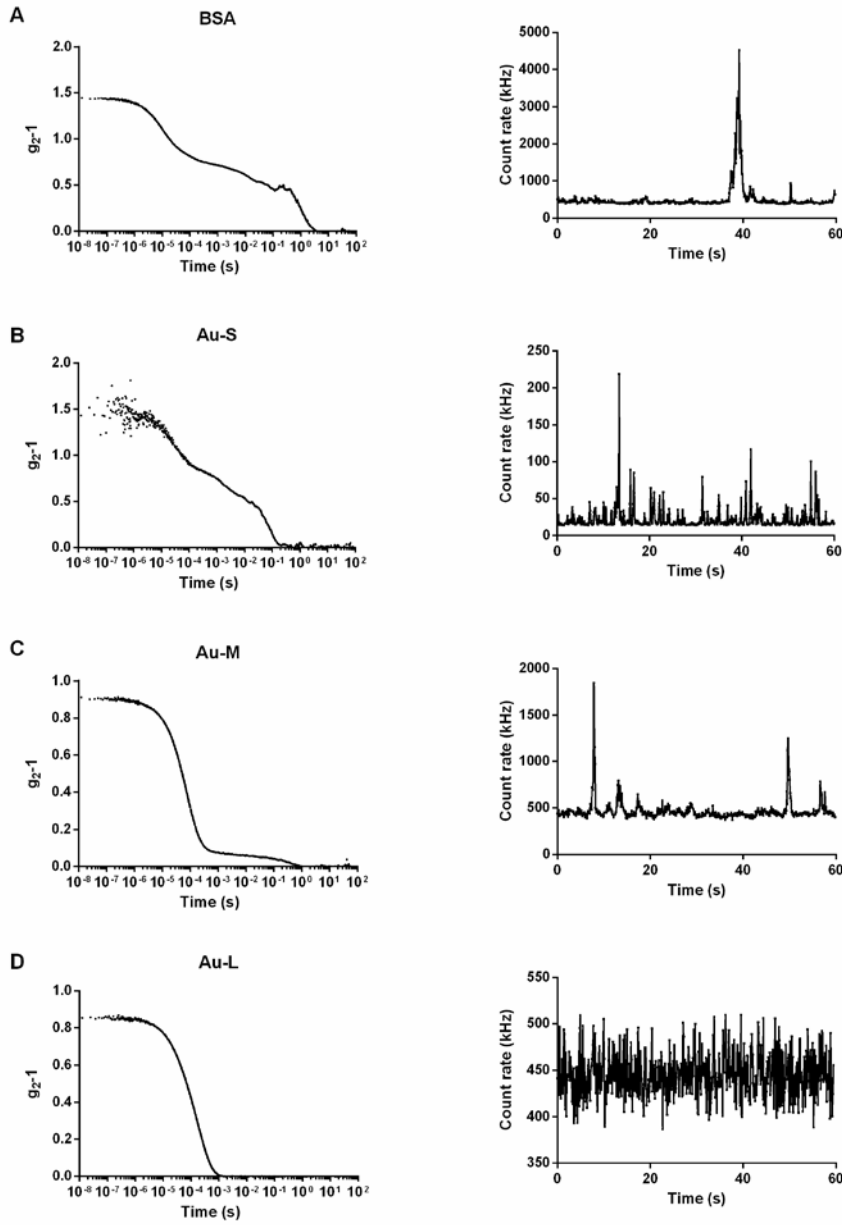 A
BSA
2.0
1.5
1.0
0.5
0.0
g₂-1
10⁻⁸ 10⁻⁷ 10⁻⁶ 10⁻⁵ 10⁻⁴ 10⁻³ 10⁻² 10⁻¹ 10⁰ 10¹ 10²
Time (s)
5000
4000
3000
2000
1000
0
Count rate (kHz)
0 20 40 60
Time (s)
B
Au-S
2.0
1.5
1.0
0.5
0.0
g₂-1
10⁻⁸ 10⁻⁷ 10⁻⁶ 10⁻⁵ 10⁻⁴ 10⁻³ 10⁻² 10⁻¹ 10⁰ 10¹ 10²
Time (s)
250
200
150
100
50
0
Count rate (kHz)
0 20 40 60
Time (s)
C
Au-M
1.0
0.8
0.6
0.4
0.2
0.0
g₂-1
10⁻⁸ 10⁻⁷ 10⁻⁶ 10⁻⁵ 10⁻⁴ 10⁻³ 10⁻² 10⁻¹ 10⁰ 10¹ 10²
Time (s)
2000
1500
1000
500
0
Count rate (kHz)
0 20 40 60
Time (s)
D
Au-L
1.0
0.8
0.6
0.4
0.2
0.0
g₂-1
10⁻⁸ 10⁻⁷ 10⁻⁶ 10⁻⁵ 10⁻⁴ 10⁻³ 10⁻² 10⁻¹ 10⁰ 10¹ 10²
Time (s)
550
500
450
400
350
Count rate (kHz)
0 20 40 60
Time (s)